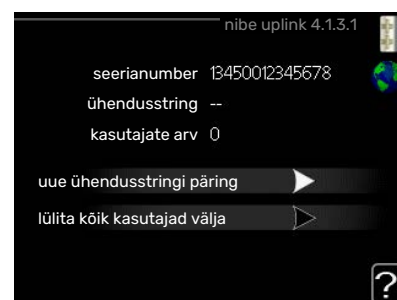 nibe uplink 4.1.3.1
seerianumber 13450012345678
ühendusstring --
kasutajate arv 0
uue ühendusstringi päring
lülita kõik kasutajad välja
?